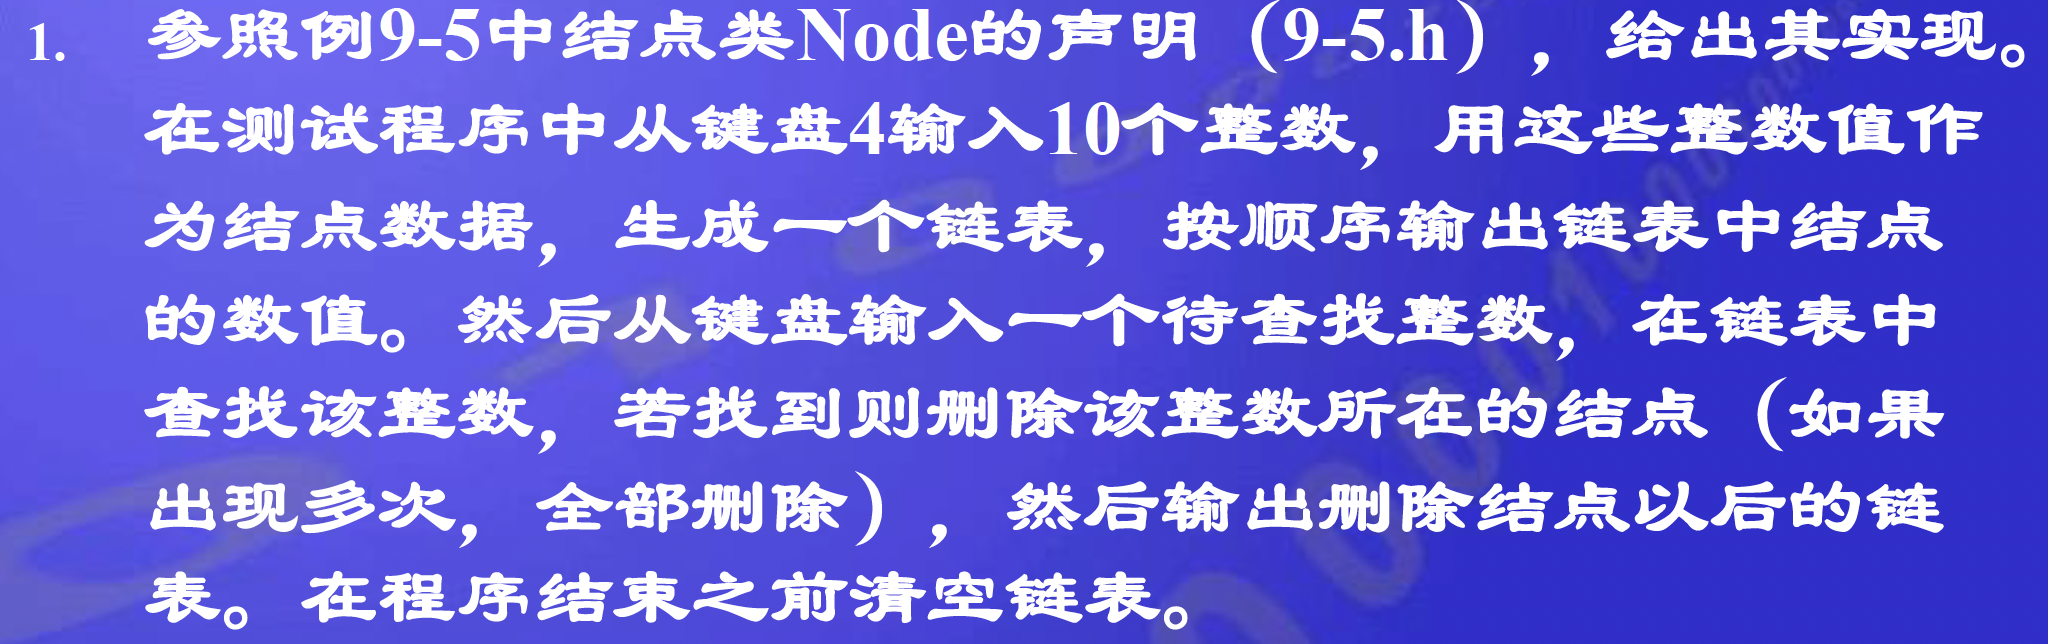 1. 参照例9-5中结点类Node的声明（9-5.h），给出其实现。
在测试程序中从键盘4输入10个整数，用这些整数值作
为结点数据，生成一个链表，按顺序输出链表中结点
的数值。然后从键盘输入一个待查找整数，在链表中
查找该整数，若找到则删除该整数所在的结点（如果
出现多次，全部删除），然后输出删除结点以后的链
表。在程序结束之前清空链表。